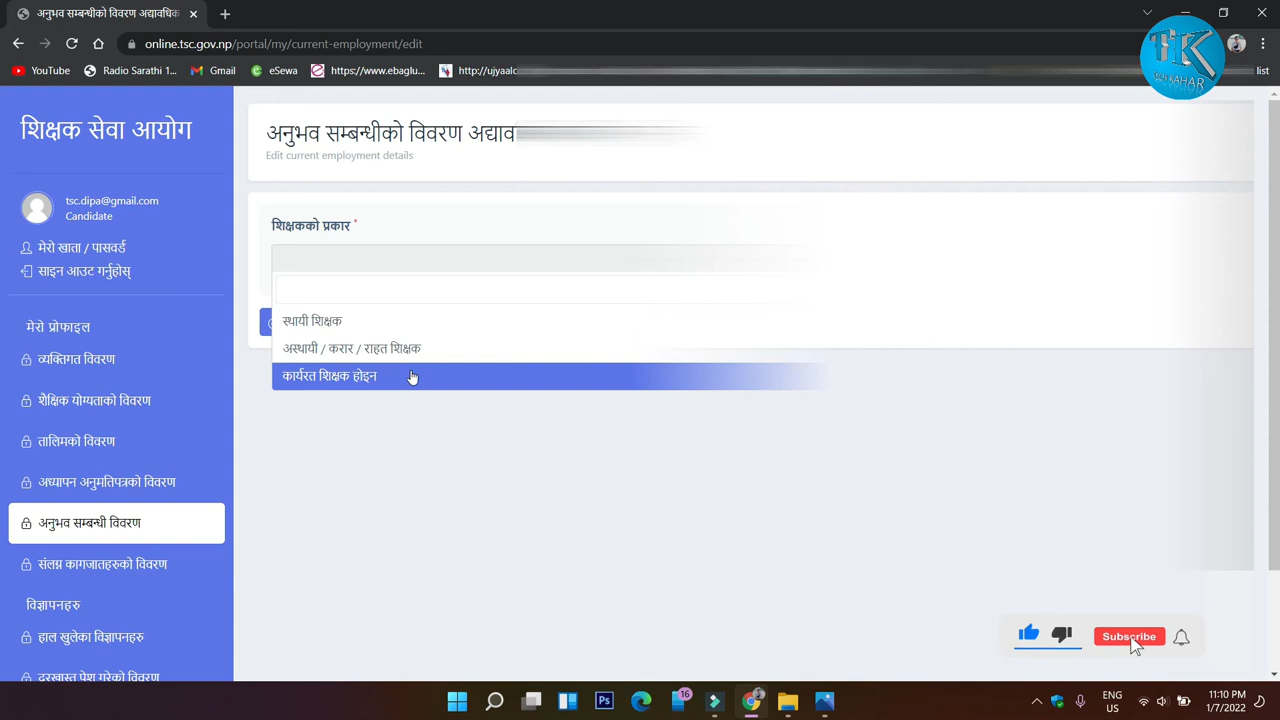 अनुभव सम्बन्धीको विवरण अद्यावधिक
online.tsc.gov.np/portal/my/current-employment/edit
YouTube
Radio Sarathi 1...
Gmail
eSewa
https://www.ebaglu...
http://ujyaalc
list
TK
शिक्षक सेवा आयोग
tsc.dipa@gmail.com
Candidate
मेरो खाता / पासवर्ड
साइन आउट गर्नुहोस्
मेरो प्रोफाइल
व्यक्तिगत विवरण
शैक्षिक योग्यताको विवरण
तालिमको विवरण
अध्यापन अनुमतिपत्रको विवरण
अनुभव सम्बन्धी विवरण
संलग्न कागजातहरुको विवरण
विज्ञापनहरु
हाल खुलेका विज्ञापनहरु
दरखास्त पेश गरेको विवरण
अनुभव सम्बन्धीको विवरण अद्याव
Edit current employment details
शिक्षकको प्रकार *
स्थायी शिक्षक
अस्थायी / करार / राहत शिक्षक
कार्यरत शिक्षक होइन
Subscribe
Ps
16
ENG
US
11:10 PM
1/7/2022